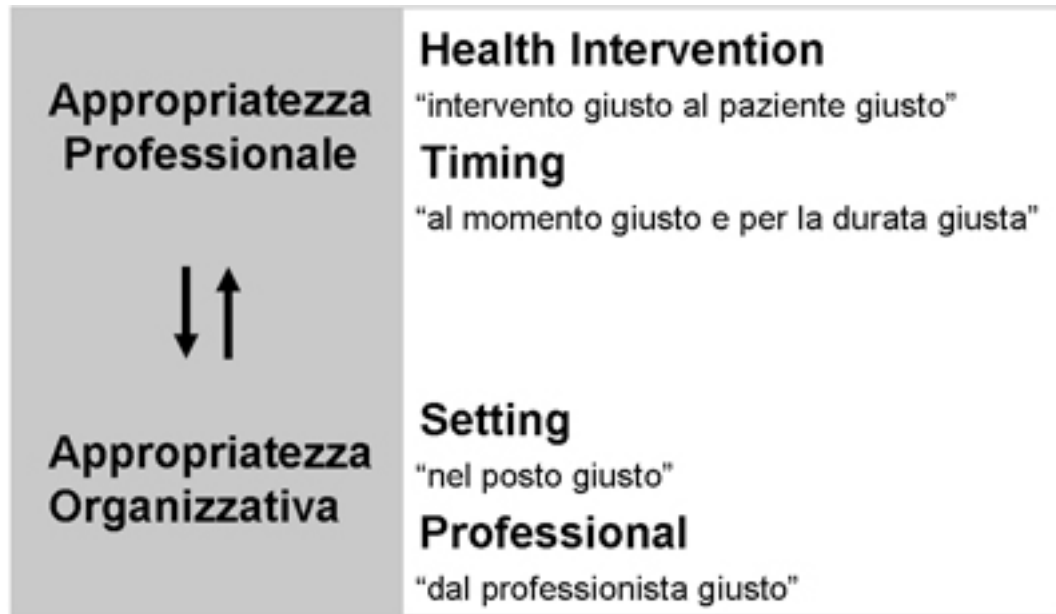 Appropriatezza
Professionale
Health Intervention
“intervento giusto al paziente giusto”
Timing
“al momento giusto e per la durata giusta”
Appropriatezza
Organizzativa
Setting
“nel posto giusto”
Professional
“dal professionista giusto”